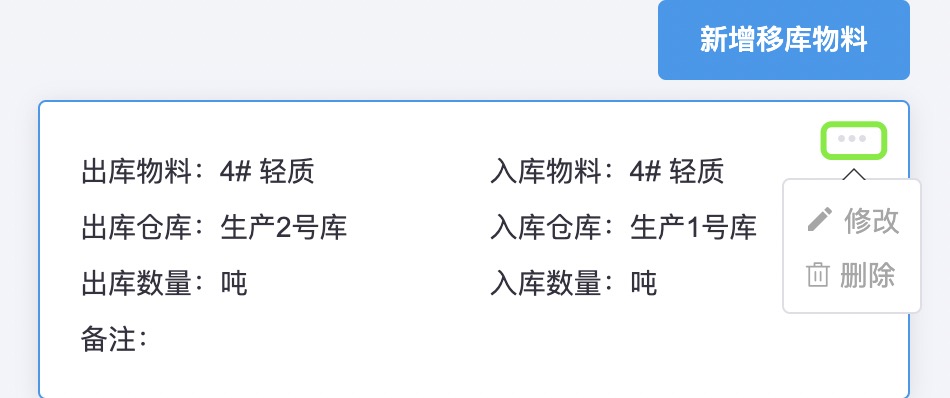 新增移库物料
出库物料：4# 轻质 入库物料：4# 轻质
出库仓库：生产2号库 入库仓库：生产1号库
修改
出库数量：吨 入库数量：吨
删除
备注：